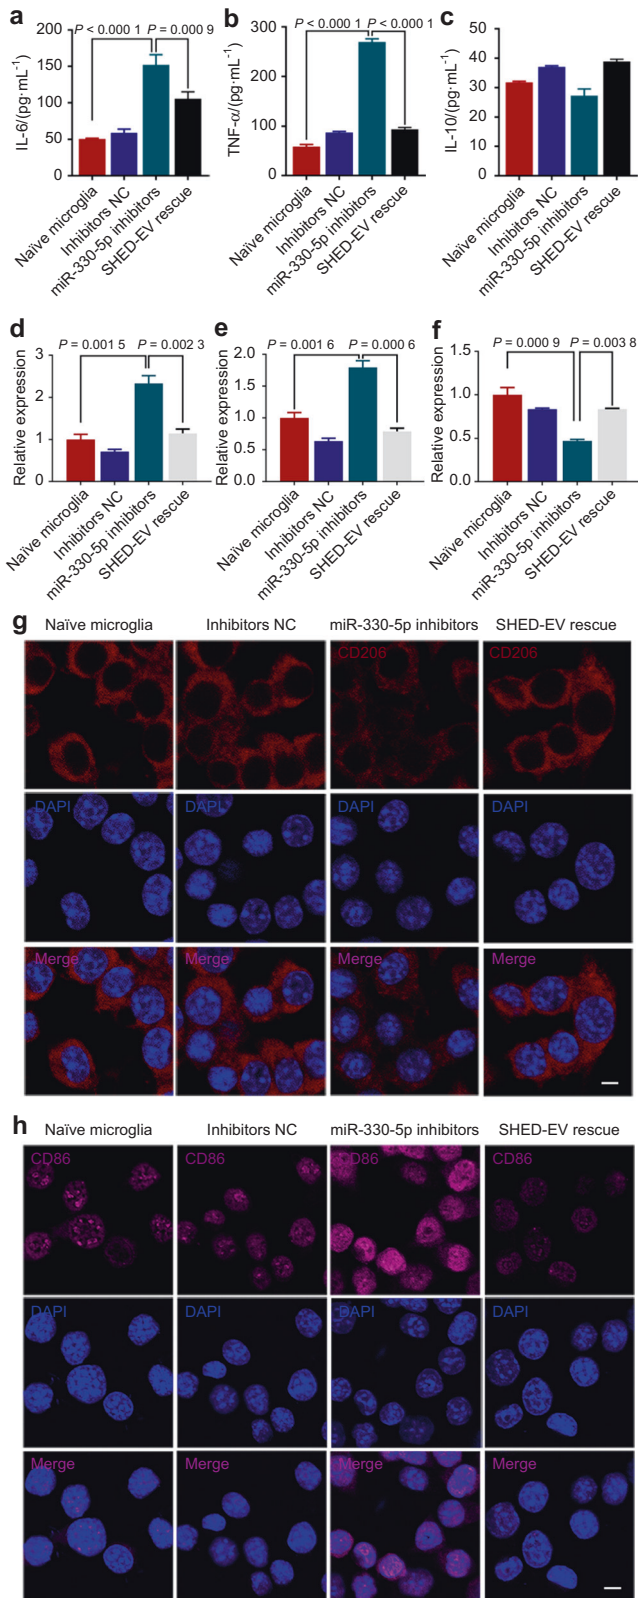 a
P < 0.000 1 P = 0.000 9
IL-6/(pg·mL⁻¹)
200
150
100
50
0
Naïve microglia
Inhibitors NC
miR-330-5p inhibitors
SHED-EV rescue
b
P < 0.000 1 P < 0.000 1
TNF-α/(pg·mL⁻¹)
300
200
100
0
Naïve microglia
Inhibitors NC
miR-330-5p inhibitors
SHED-EV rescue
c
IL-10/(pg·mL⁻¹)
50
40
30
20
10
0
Naïve microglia
Inhibitors NC
miR-330-5p inhibitors
SHED-EV rescue
d
P = 0.001 5 P = 0.002 3
Relative expression
3
2
1
0
Naïve microglia
Inhibitors NC
miR-330-5p inhibitors
SHED-EV rescue
e
P = 0.001 6 P = 0.000 6
Relative expression
2.0
1.5
1.0
0.5
0.0
Naïve microglia
Inhibitors NC
miR-330-5p inhibitors
SHED-EV rescue
f
P = 0.000 9 P = 0.003 8
Relative expression
1.5
1.0
0.5
0.0
Naïve microglia
Inhibitors NC
miR-330-5p inhibitors
SHED-EV rescue
g
Naïve microglia Inhibitors NC miR-330-5p inhibitors SHED-EV rescue
CD206 CD206
DAPI DAPI DAPI DAPI
Merge Merge Merge Merge
h
Naïve microglia Inhibitors NC miR-330-5p inhibitors SHED-EV rescue
CD86 CD86 CD86 CD86
DAPI DAPI DAPI DAPI
Merge Merge Merge Merge